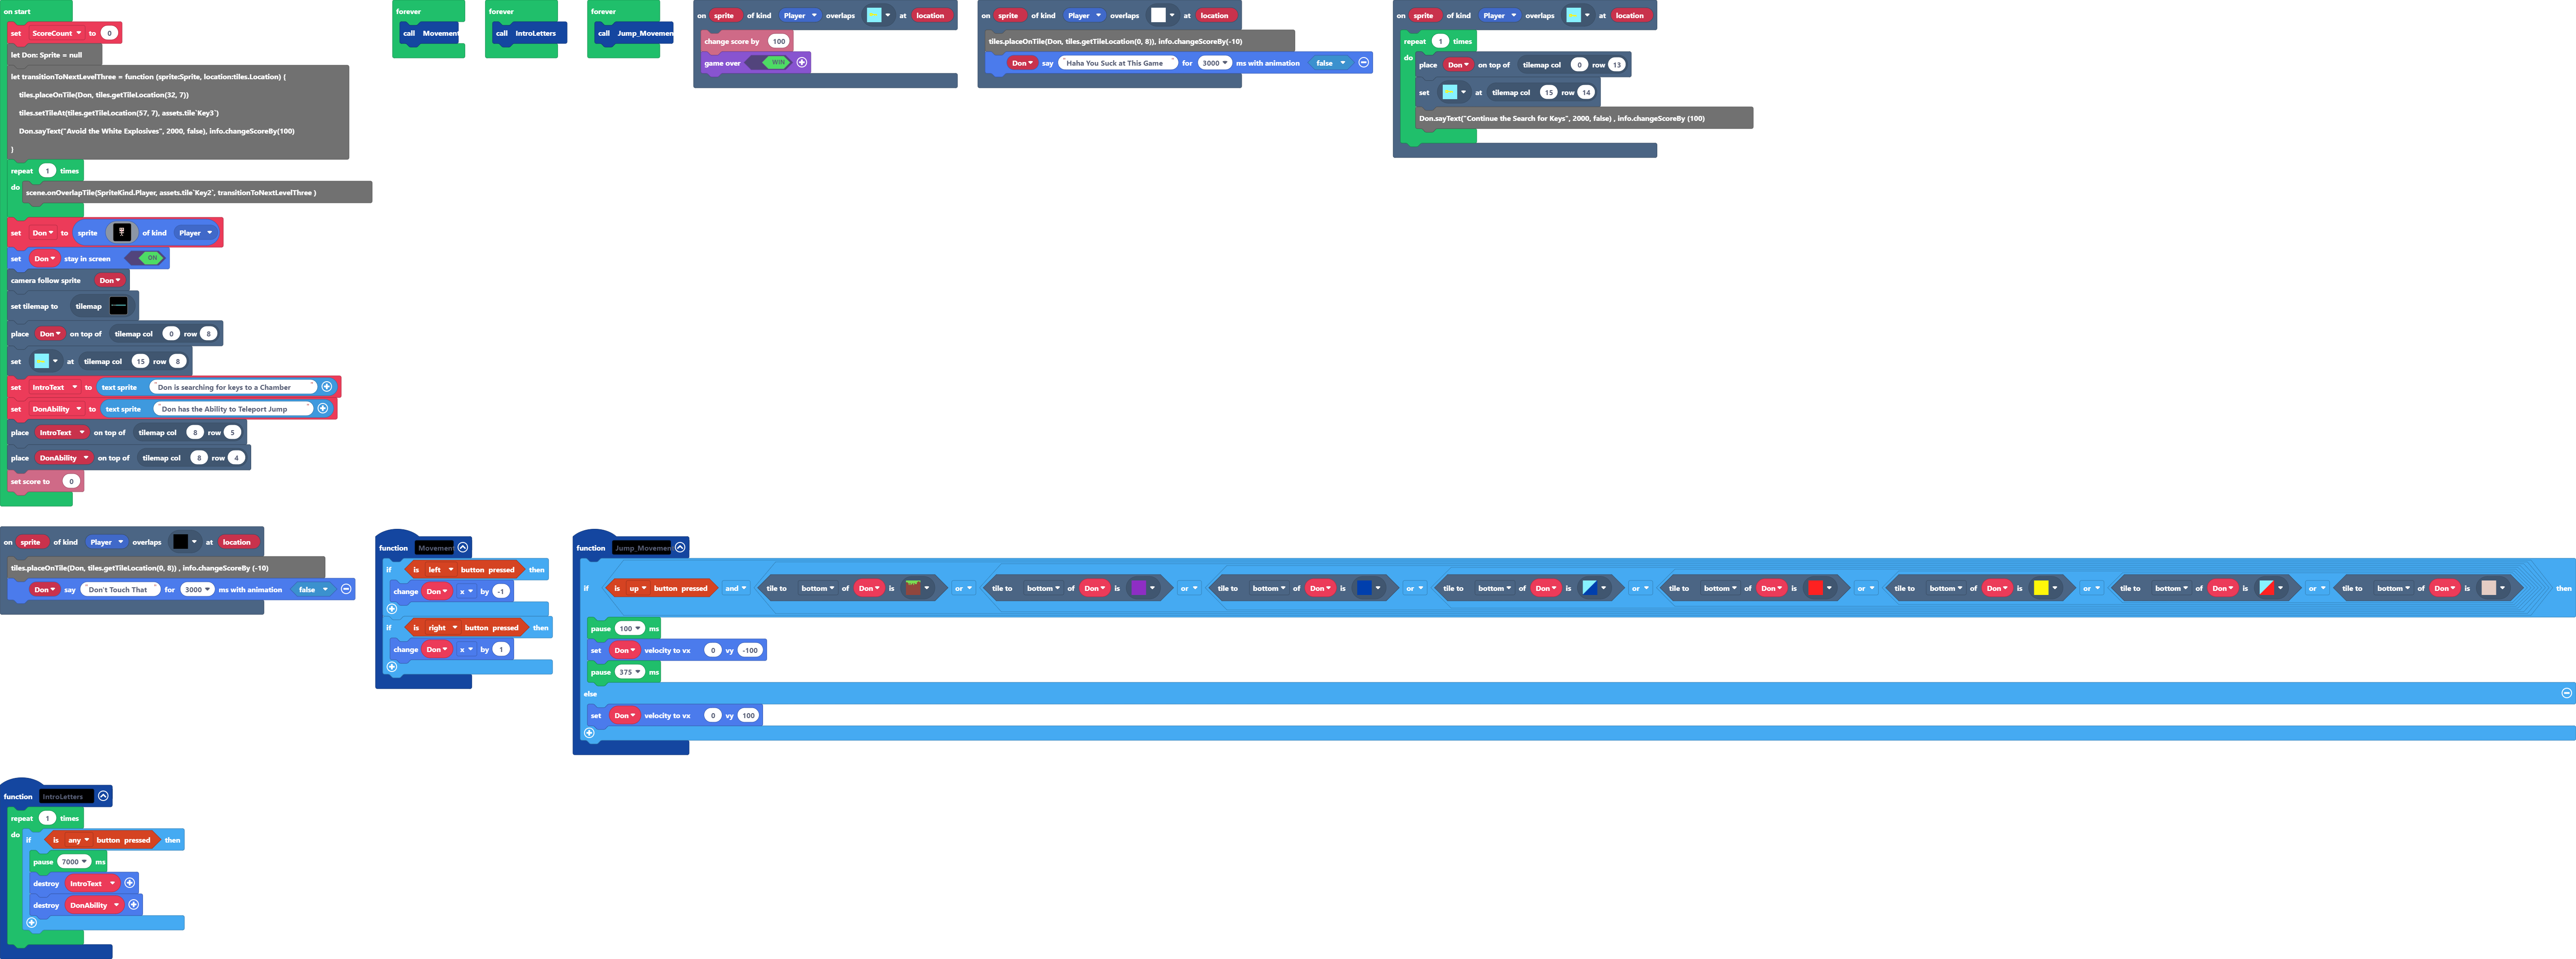 on start
set ScoreCount to 0
let Don: Sprite = null
let transitionToNextLevelThree = function (sprite:Sprite, location:tiles.Location) {
tiles.placeOnTile(Don, tiles.getTileLocation(32, 7))
tiles.setTileAt(tiles.getTileLocation(57, 7), assets.tile`Key3`)
Don.sayText("Avoid the White Explosives", 2000, false), info.changeScoreBy(100)
}
repeat 1 times
do scene.onOverlapTile(SpriteKind.Player, assets.tile`Key2`, transitionToNextLevelThree )
set Don to sprite of kind Player
set Don stay in screen ON
camera follow sprite Don
set tilemap to tilemap
place Don on top of tilemap col 0 row 8
set at tilemap col 15 row 8
set IntroText to text sprite "Don is searching for keys to a Chamber"
set DonAbility to text sprite "Don has the Ability to Teleport Jump"
place IntroText on top of tilemap col 8 row 5
place DonAbility on top of tilemap col 8 row 4
set score to 0
forever
call Movement
forever
call IntroLetters
forever
call Jump_Movemen
on sprite of kind Player overlaps at location
change score by 100
game over WIN
on sprite of kind Player overlaps at location
tiles.placeOnTile(Don, tiles.getTileLocation(0, 8)), info.changeScoreBy(-10)
Don say "Haha You Suck at This Game" for 3000 ms with animation false
on sprite of kind Player overlaps at location
repeat 1 times
do place Don on top of tilemap col 0 row 13
set at tilemap col 15 row 14
Don.sayText("Continue the Search for Keys", 2000, false) , info.changeScoreBy (100)
on sprite of kind Player overlaps at location
tiles.placeOnTile(Don, tiles.getTileLocation(0, 8)) , info.changeScoreBy (-10)
Don say "Don't Touch That" for 3000 ms with animation false
function Movement
if is left button pressed then
change Don x by -1
if is right button pressed then
change Don x by 1
function Jump_Movemen
if is up button pressed and tile to bottom of Don is or tile to bottom of Don is or tile to bottom of Don is or tile to bottom of Don is or tile to bottom of Don is or tile to bottom of Don is or tile to bottom of Don is or tile to bottom of Don is then
pause 100 ms
set Don velocity to vx 0 vy -100
pause 375 ms
else
set Don velocity to vx 0 vy 100
function IntroLetters
repeat 1 times
do if is any button pressed then
pause 7000 ms
destroy IntroText
destroy DonAbility